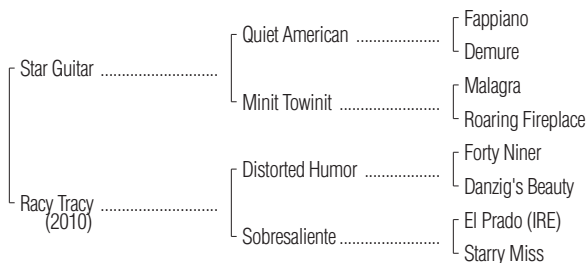 Fappiano
Quiet American ....................
Demure
Star Guitar ............................
Malagra
Minit Towinit ........................
Roaring Fireplace
Forty Niner
Distorted Humor ..................
Danzig's Beauty
Racy Tracy ............................
(2010)
El Prado (IRE)
Sobresaliente ........................
Starry Miss